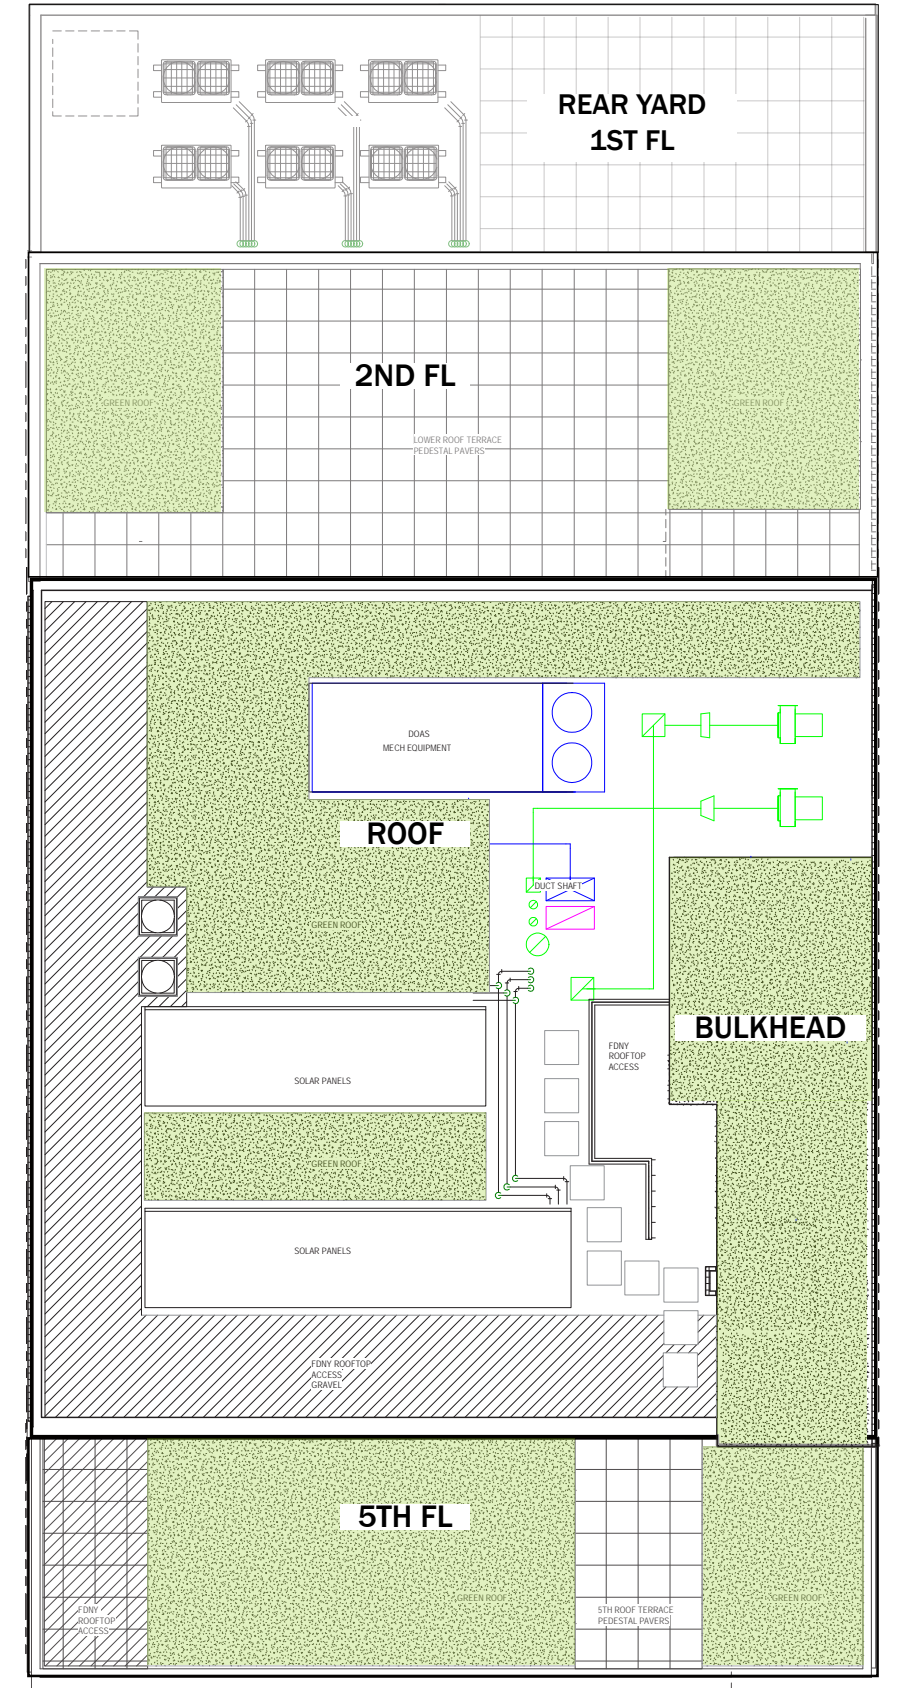 REAR YARD
1ST FL
2ND FL
GREEN ROOF
GREEN ROOF
LOWER ROOF TERRACE
PEDESTAL PAVERS
DOAS
MECH EQUIPMENT
ROOF
DUCT SHAFT
GREEN ROOF
BULKHEAD
FDNY
ROOFTOP
ACCESS
SOLAR PANELS
GREEN ROOF
SOLAR PANELS
FDNY ROOFTOP
ACCESS
GRAVEL
5TH FL
GREEN ROOF
GREEN ROOF
FDNY
ROOFTOP
ACCESS
5TH ROOF TERRACE
PEDESTAL PAVERS